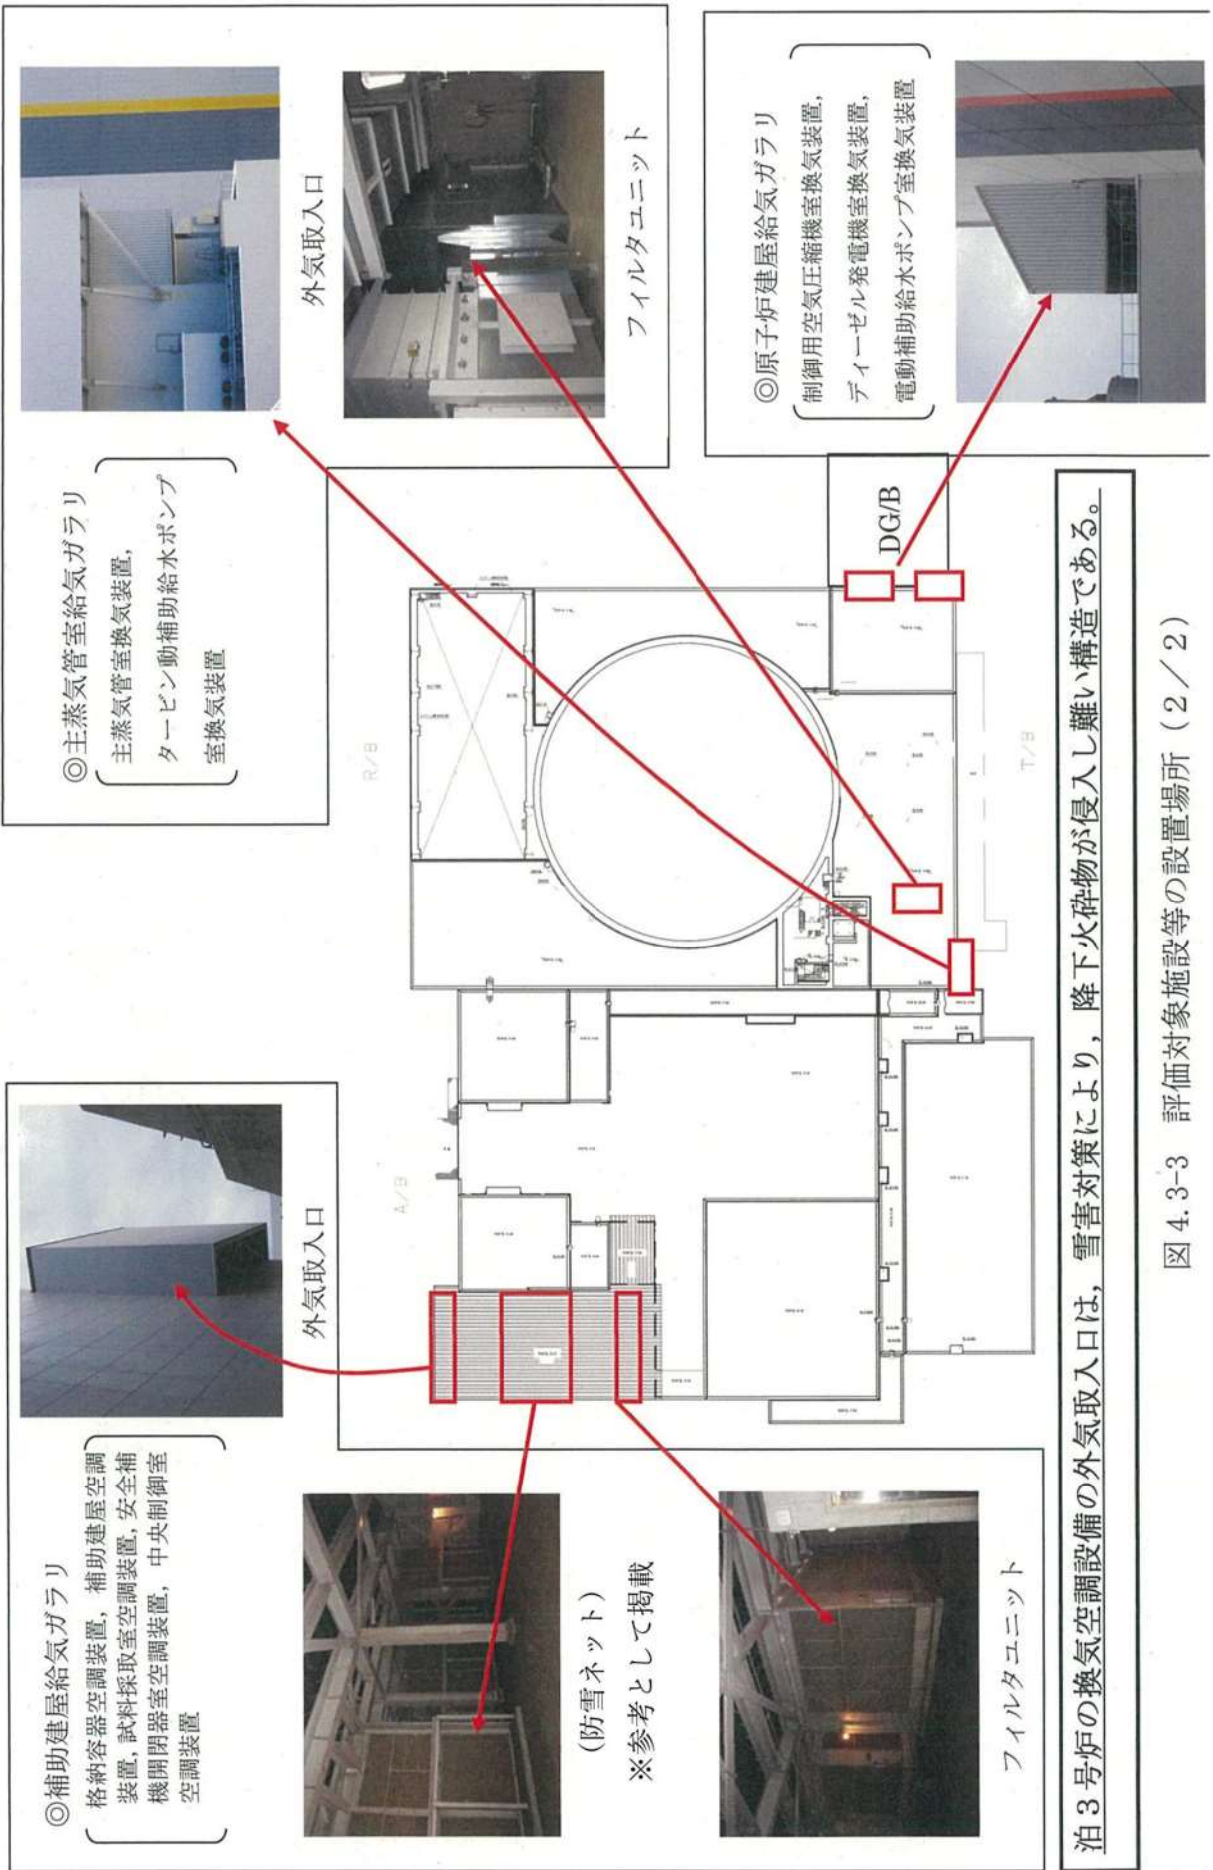 ◎補助建屋給気ガラリ
格納容器空調装置，補助建屋空調
装置，試料採取室空調装置，安全補
機開閉器室空調装置，中央制御室
空調装置
外気取入口
(防雪ネット)
※参考として掲載
フィルタユニット
◎主蒸気管室給気ガラリ
主蒸気管室換気装置，
タービン動補助給水ポンプ
室換気装置
外気取入口
フィルタユニット
◎原子炉建屋給気ガラリ
制御用空気圧縮機室換気装置，
ディーゼル発電機室換気装置，
電動補助給水ポンプ室換気装置
A/B
R/B
DG/B
T/B
泊３号炉の換気空調設備の外気取入口は，雪害対策により，降下火砕物が侵入し難い構造である。
図 4.3-3 評価対象施設等の設置場所（２／２）